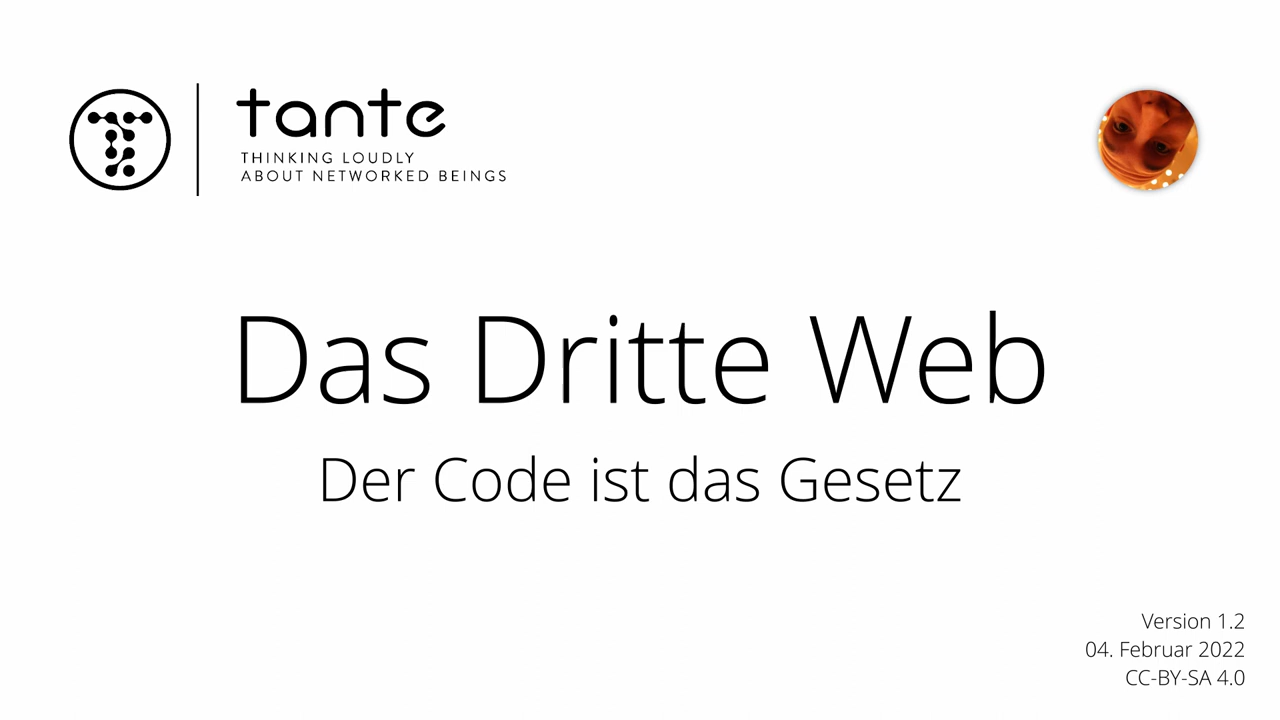 tante
THINKING LOUDLY
ABOUT NETWORKED BEINGS
Das Dritte Web
Der Code ist das Gesetz
Version 1.2
04. Februar 2022
CC-BY-SA 4.0